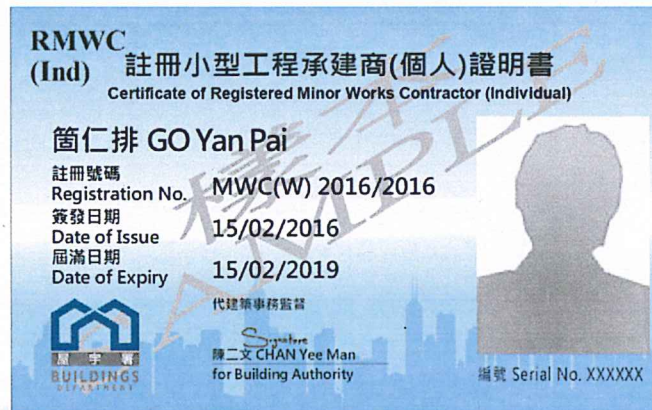 RMWC
(Ind)
註冊小型工程承建商(個人)證明書
Certificate of Registered Minor Works Contractor (Individual)
箇仁排 GO Yan Pai
註冊號碼
Registration No.
MWC(W) 2016/2016
簽發日期
Date of Issue
15/02/2016
屆滿日期
Date of Expiry
15/02/2019
樣本
SAMPLE
代建築事務監督
Signature
陳二文 CHAN Yee Man
for Building Authority
屋宇署
BUILDINGS
DEPARTMENT
編號 Serial No. XXXXXX